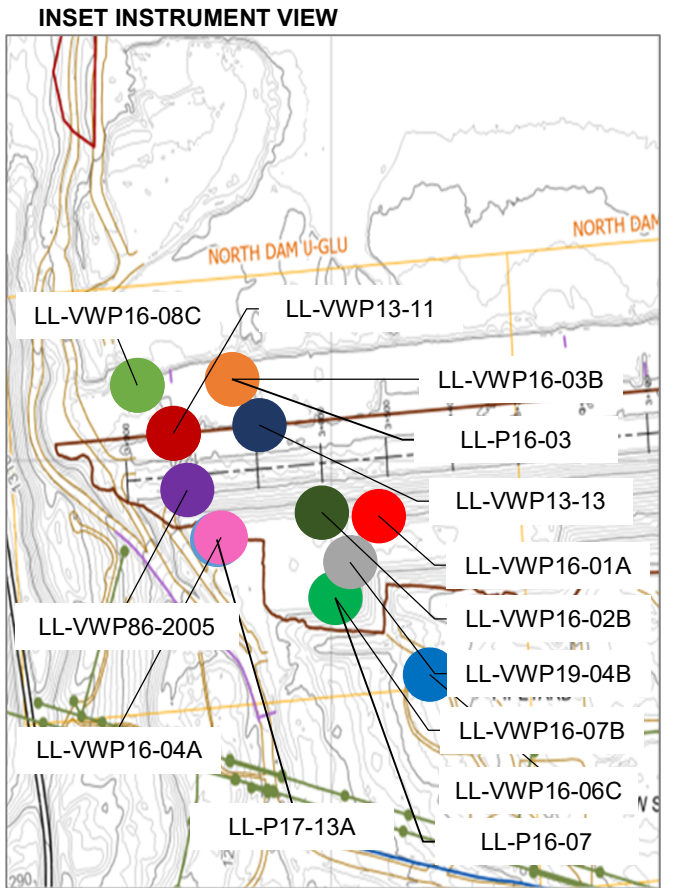 INSET INSTRUMENT VIEW
NORTH DAM U-GLU
NORTH DAM
LL-VWP16-08C
LL-VWP13-11
LL-VWP16-03B
LL-P16-03
LL-VWP13-13
LL-VWP16-01A
LL-VWP16-02B
LL-VWP86-2005
LL-VWP19-04B
LL-VWP16-07B
LL-VWP16-04A
LL-VWP16-06C
LL-P17-13A
LL-P16-07
290